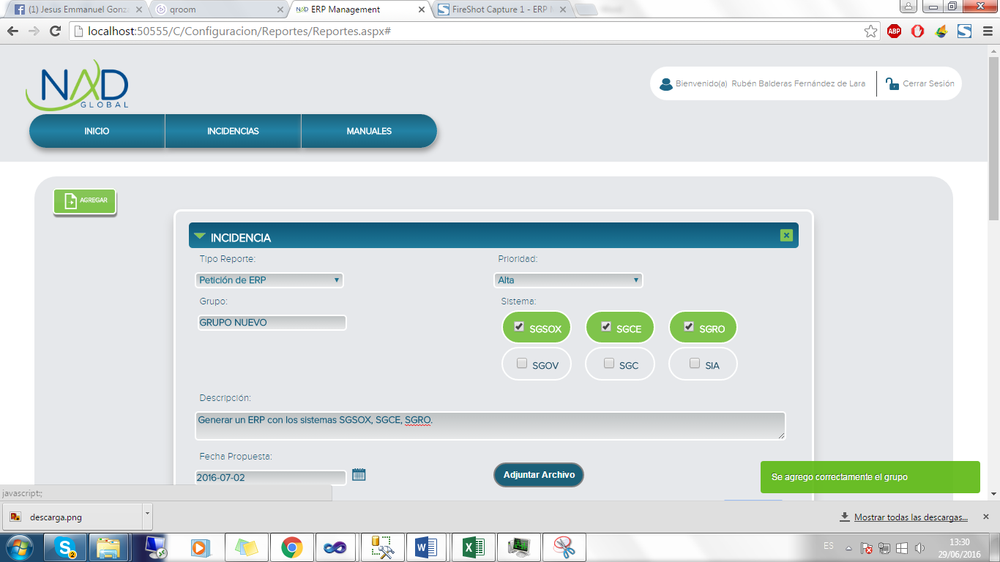 (1) Jesus Emmanuel Gonz
qroom
NAD ERP Management
FireShot Capture 1 - ERP
localhost:50555/C/Configuracion/Reportes/Reportes.aspx#
ABP
NAD
GLOBAL
Bienvenido(a) Rubén Balderas Fernández de Lara
Cerrar Sesión
INICIO
INCIDENCIAS
MANUALES
AGREGAR
INCIDENCIA
Tipo Reporte:
Prioridad:
Petición de ERP
Alta
Grupo:
Sistema:
GRUPO NUEVO
SGSOX
SGCE
SGRO
SGOV
SGC
SIA
Descripción:
Generar un ERP con los sistemas SGSOX, SGCE, SGRO.
Fecha Propuesta:
2016-07-02
Adjuntar Archivo
Se agrego correctamente el grupo
javascript:;
descarga.png
Mostrar todas las descargas...
2
ES
13:30
29/06/2016